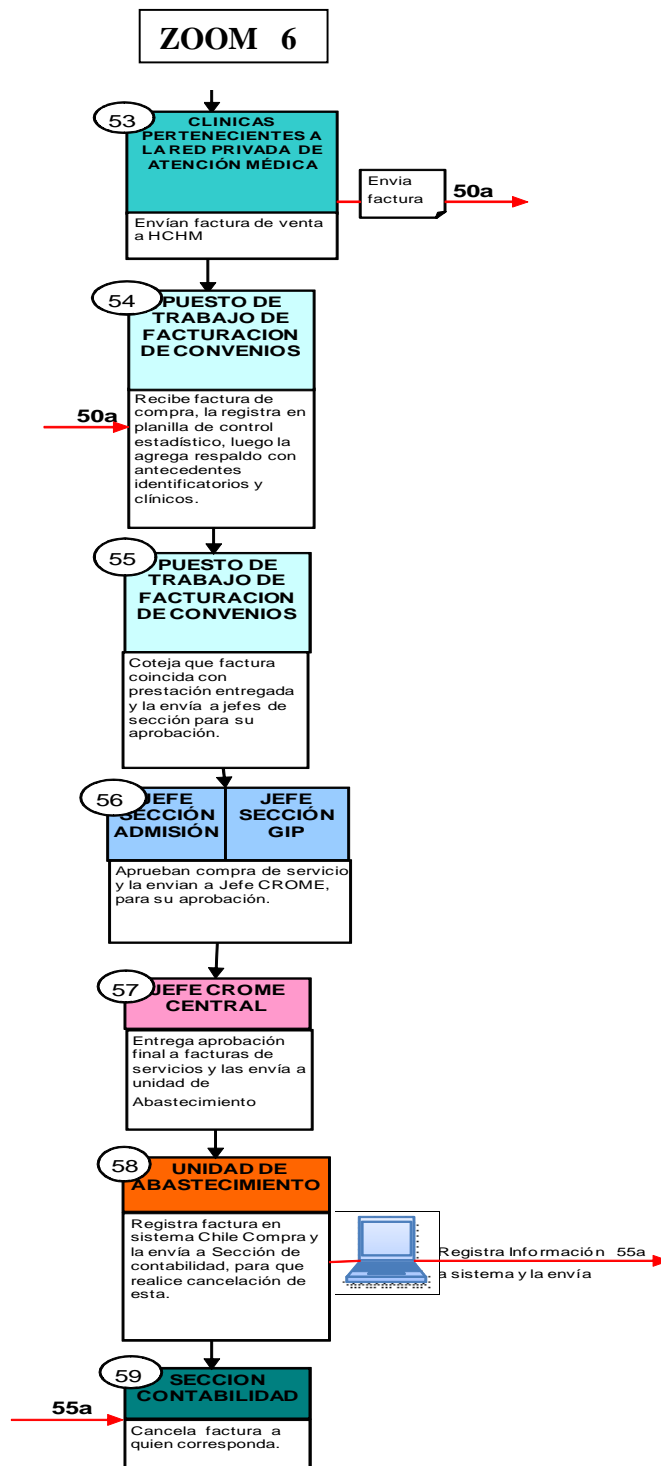 ZOOM 6
53
CLINICAS
PERTENECIENTES A
LA RED PRIVADA DE
ATENCIÓN MÉDICA
Envían factura de venta
a HCHM
Envia
factura
50a
54
PUESTO DE
TRABAJO DE
FACTURACION
DE CONVENIOS
50a
Recibe factura de
compra, la registra en
planilla de control
estadístico, luego la
agrega respaldo con
antecedentes
identificatorios y
clínicos.
55
PUESTO DE
TRABAJO DE
FACTURACION
DE CONVENIOS
Coteja que factura
coincida con
prestación entregada
y la envía a jefes de
sección para su
aprobación.
56
JEFE
SECCIÓN
ADMISIÓN
JEFE
SECCIÓN
GIP
Aprueban compra de servicio
y la envian a Jefe CROME,
para su aprobación.
57
JEFE CROME
CENTRAL
Entrega aprobación
final a facturas de
servicios y las envía a
unidad de
Abastecimiento
58
UNIDAD DE
ABASTECIMIENTO
Registra factura en
sistema Chile Compra y
la envía a Sección de
contabilidad, para que
realice cancelación de
esta.
Registra Información 55a
a sistema y la envía
59
SECCION
CONTABILIDAD
55a
Cancela factura a
quien corresponda.